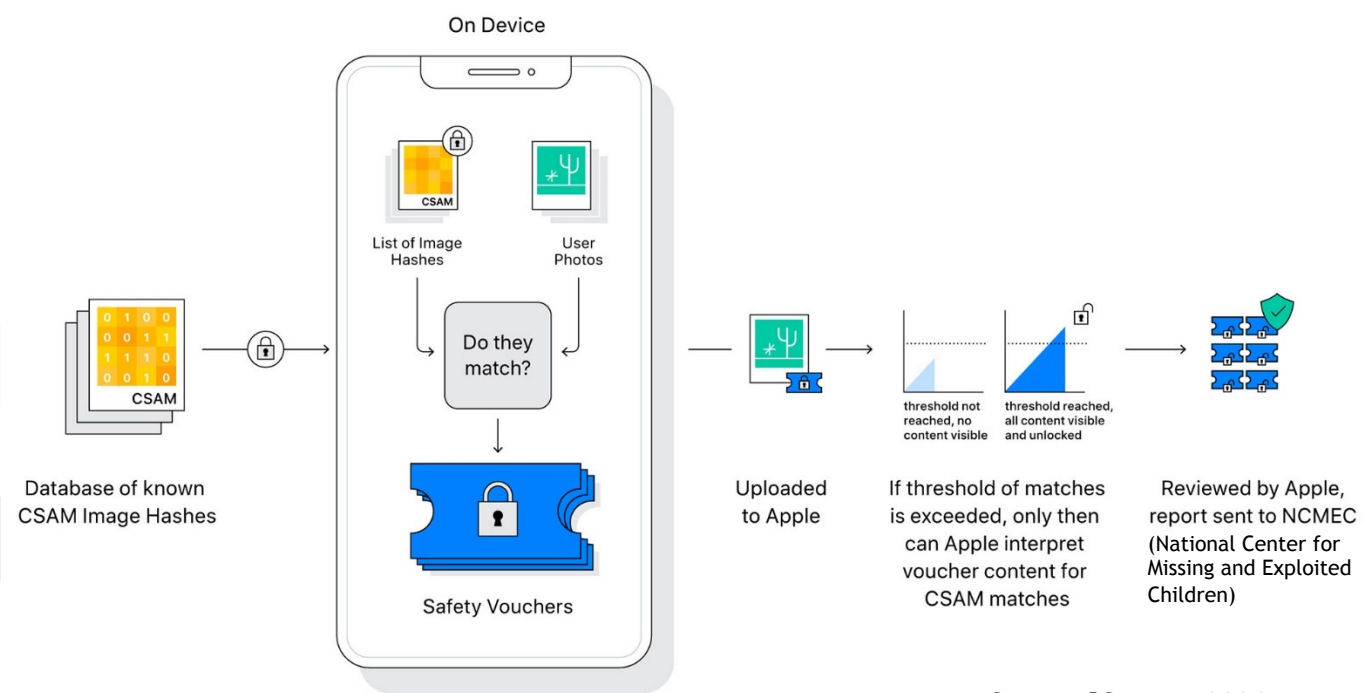 On Device
CSAM
List of Image
Hashes
User
Photos
0 1 0 0
0 0 1 1
1 1 1 0
0 0 1 0
CSAM
Do they
match?
Database of known
CSAM Image Hashes
Safety Vouchers
Uploaded
to Apple
threshold not
reached, no
content visible
threshold reached,
all content visible
and unlocked
If threshold of matches
is exceeded, only then
can Apple interpret
voucher content for
CSAM matches
Reviewed by Apple,
report sent to NCMEC
(National Center for
Missing and Exploited
Children)